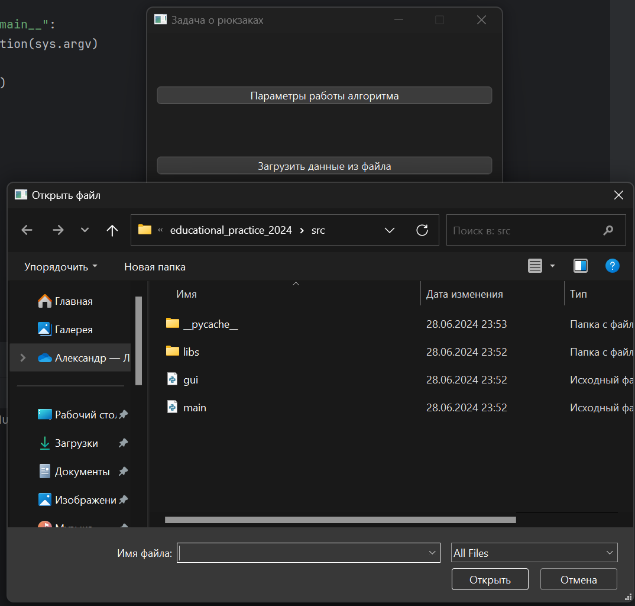 main__":
tion(sys.argv)
)
Задача о рюкзаках
Параметры работы алгоритма
Загрузить данные из файла
Открыть файл
« educational_practice_2024 › src
Поиск в: src
Упорядочить
Новая папка
Имя
Дата изменения
Тип
Главная
Галерея
Александр — Л
Рабочий сто.
Загрузки
Документы
Изображени
__pycache__ 28.06.2024 23:53 Папка с файл
libs 28.06.2024 23:52 Папка с файл
gui 28.06.2024 23:52 Исходный фа
main 28.06.2024 23:52 Исходный фа
Имя файла:
All Files
Открыть
Отмена